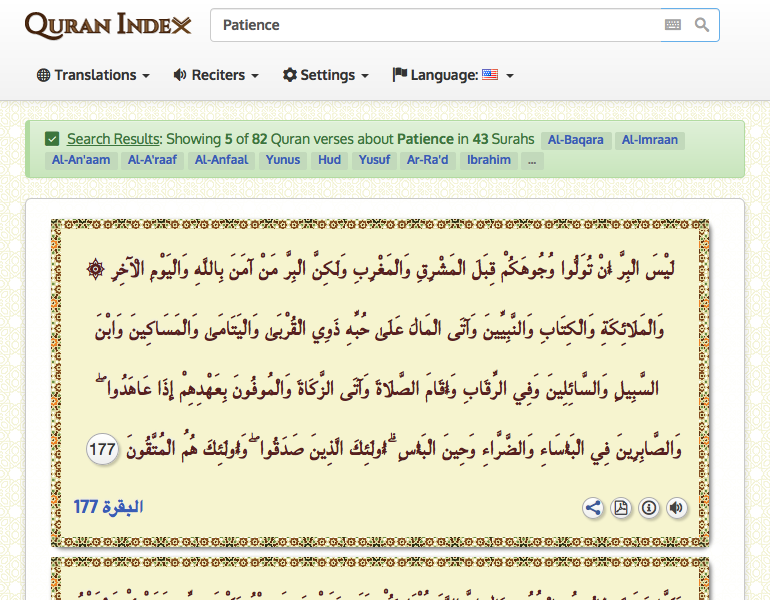 QURAN INDEX
Patience
Translations
Reciters
Settings
Language:
Search Results: Showing 5 of 82 Quran verses about Patience in 43 Surahs Al-Baqara Al-Imraan
Al-An'aam Al-A'raaf Al-Anfaal Yunus Hud Yusuf Ar-Ra'd Ibrahim ...
۞ لَيْسَ الْبِرَّ أَنْ تُوَلُّوا وُجُوهَكُمْ قِبَلَ الْمَشْرِقِ وَالْمَغْرِبِ وَلَٰكِنَّ الْبِرَّ مَنْ آمَنَ بِاللَّهِ وَالْيَوْمِ الْآخِرِ
وَالْمَلَائِكَةِ وَالْكِتَابِ وَالنَّبِيِّينَ وَآتَى الْمَالَ عَلَىٰ حُبِّهِ ذَوِي الْقُرْبَىٰ وَالْيَتَامَىٰ وَالْمَسَاكِينَ وَابْنَ
السَّبِيلِ وَالسَّائِلِينَ وَفِي الرِّقَابِ وَأَقَامَ الصَّلَاةَ وَآتَى الزَّكَاةَ وَالْمُوفُونَ بِعَهْدِهِمْ إِذَا عَاهَدُوا ۖ
وَالصَّابِرِينَ فِي الْبَأْسَاءِ وَالضَّرَّاءِ وَحِينَ الْبَأْسِ ۗ أُولَٰئِكَ الَّذِينَ صَدَقُوا ۖ وَأُولَٰئِكَ هُمُ الْمُتَّقُونَ 177
البقرة 177